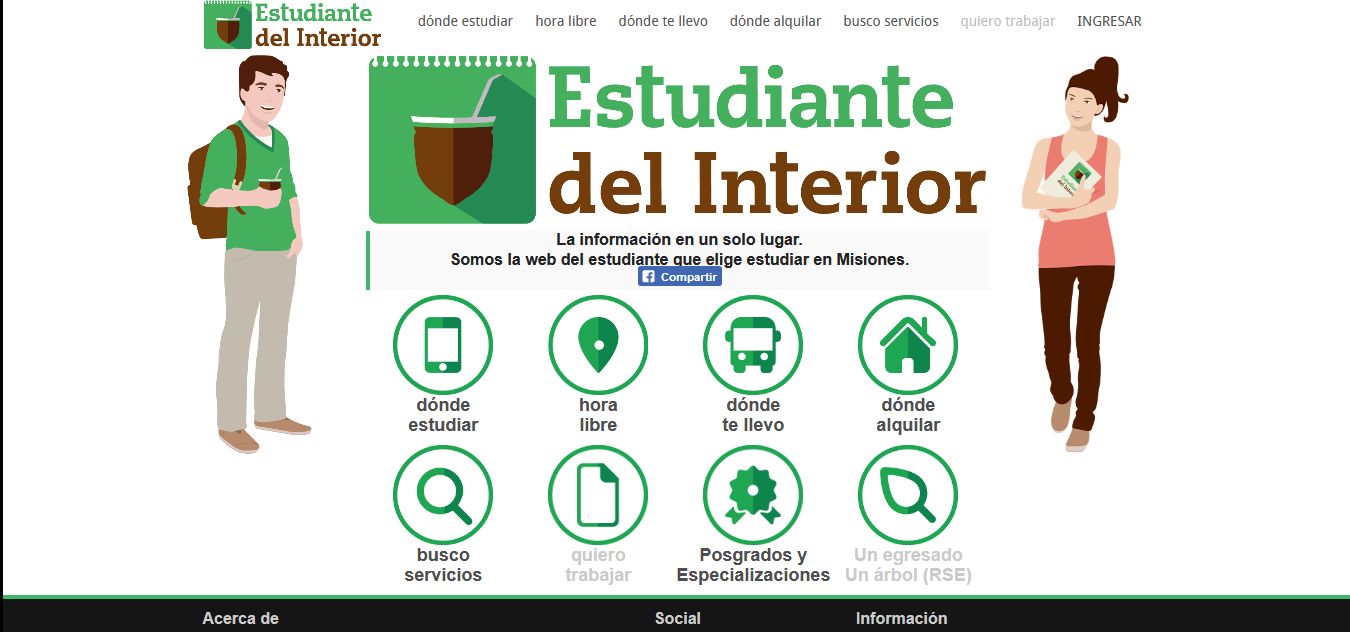 Estudiante
del Interior
dónde estudiar hora libre dónde te llevo dónde alquilar busco servicios quiero trabajar INGRESAR
Estudiante
del Interior
La información en un solo lugar.
Somos la web del estudiante que elige estudiar en Misiones.
Compartir
dónde
estudiar
hora
libre
dónde
te llevo
dónde
alquilar
busco
servicios
quiero
trabajar
Posgrados y
Especializaciones
Un egresado
Un árbol (RSE)
Estudiante
del Interior
Acerca de Social Información